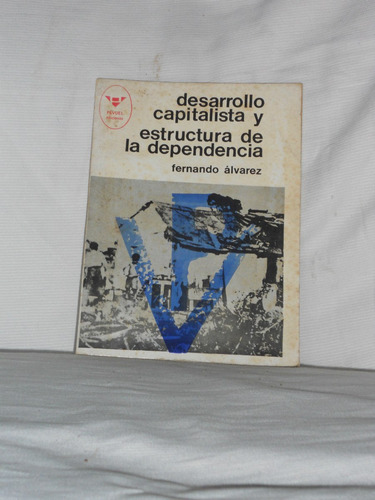 desarrollo
capitalista y
estructura de
la dependencia
fernando álvarez